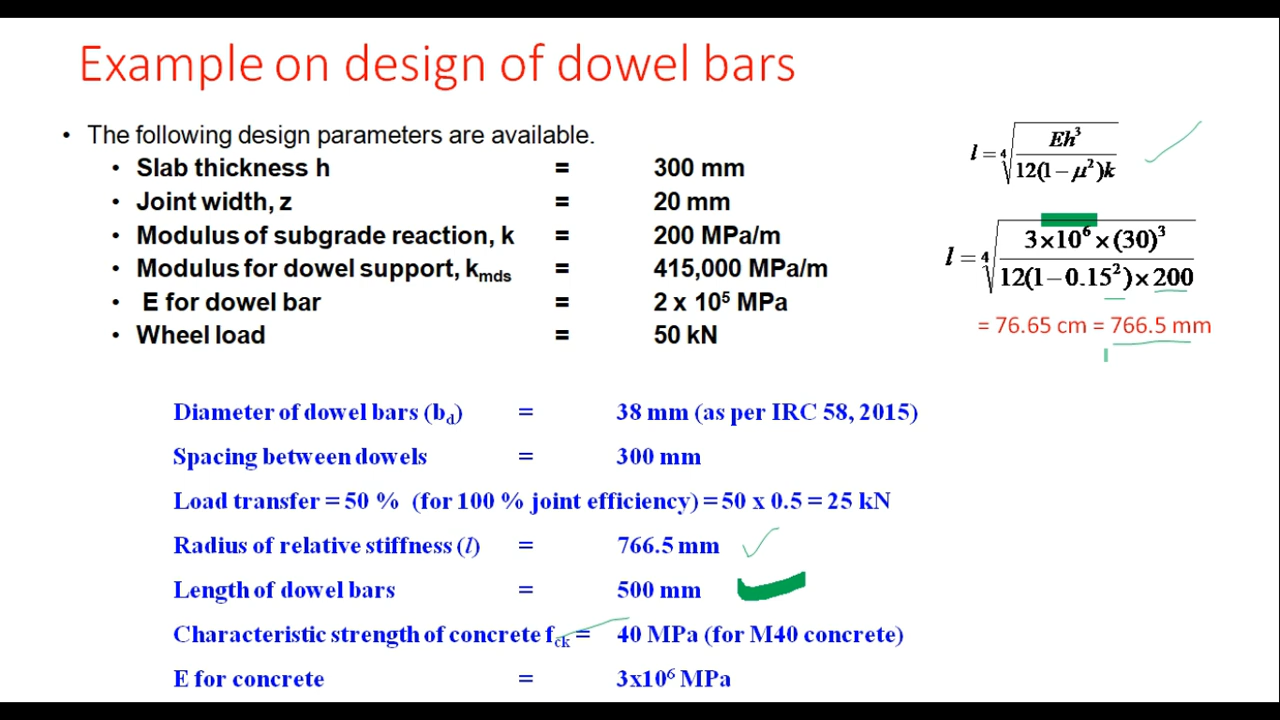 Example on design of dowel bars
• The following design parameters are available.
• Slab thickness h = 300 mm
• Joint width, z = 20 mm
• Modulus of subgrade reaction, k = 200 MPa/m
• Modulus for dowel support, kmds = 415,000 MPa/m
• E for dowel bar = 2 x 10⁵ MPa
• Wheel load = 50 kN
l = ⁴√(Eh³ / 12(1 − μ²)k)
l = ⁴√(3×10⁶ × (30)³ / 12(1 − 0.15²) × 200)
= 76.65 cm = 766.5 mm
Diameter of dowel bars (bd) = 38 mm (as per IRC 58, 2015)
Spacing between dowels = 300 mm
Load transfer = 50 % (for 100 % joint efficiency) = 50 x 0.5 = 25 kN
Radius of relative stiffness (l) = 766.5 mm
Length of dowel bars = 500 mm
Characteristic strength of concrete fck = 40 MPa (for M40 concrete)
E for concrete = 3x10⁶ MPa